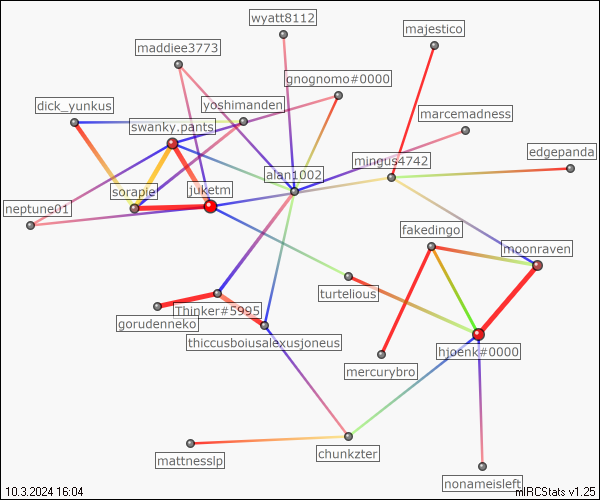 wyatt8112
majestico
maddiee3773
gnognomo#0000
dick_yunkus
yoshimanden
marcemadness
swanky.pants
edgepanda
mingus4742
alan1002
sorapie
juketm
neptune01
fakedingo
moonraven
turtelious
Thinker#5995
gorudenneko
thiccusboiusalexusjoneus
hjoenk#0000
mercurybro
chunkzter
mattnesslp
nonameisleft
10.3.2024 16:04
mIRCStats v1.25